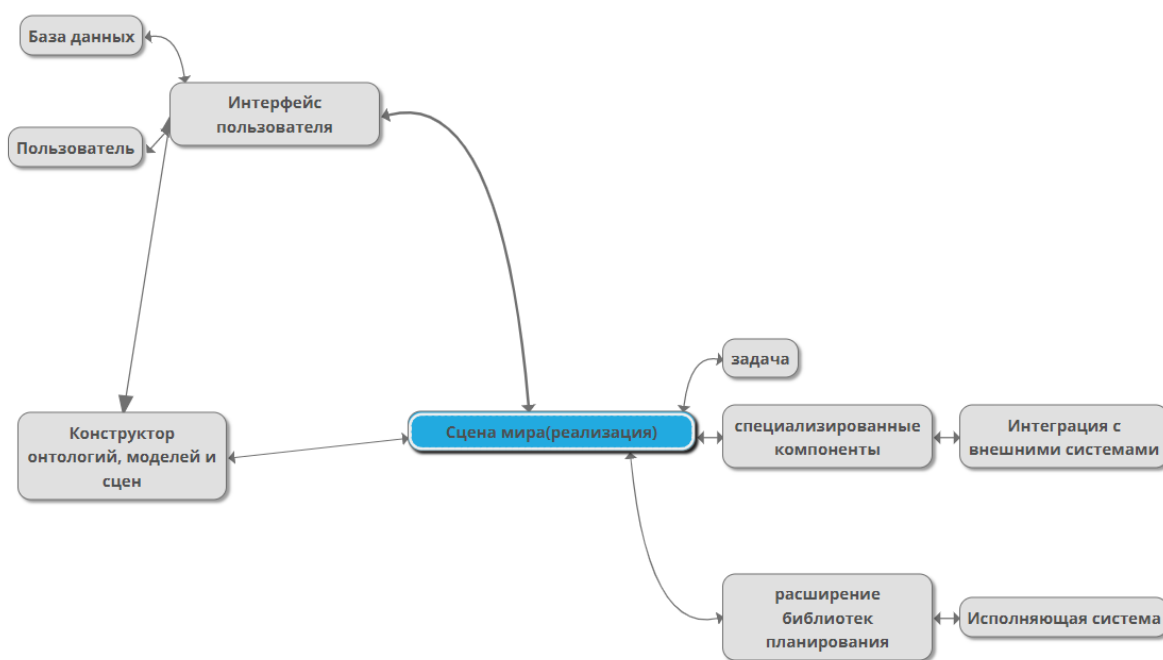 База данных
Интерфейс
пользователя
Пользователь
задача
Сцена мира(реализация)
Конструктор
онтологий, моделей и
сцен
специализированные
компоненты
Интеграция с
внешними системами
расширение
библиотек
планирования
Исполняющая система